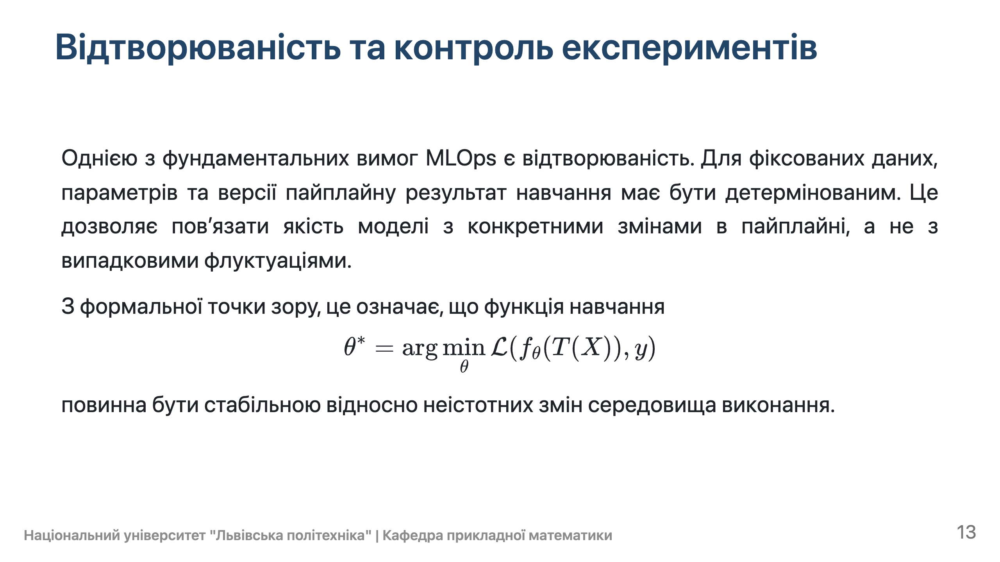 Відтворюваність та контроль експериментів
Однією з фундаментальних вимог MLOps є відтворюваність. Для фіксованих даних,
параметрів та версії пайплайну результат навчання має бути детермінованим. Це
дозволяє пов’язати якість моделі з конкретними змінами в пайплайні, а не з
випадковими флуктуаціями.
З формальної точки зору, це означає, що функція навчання
θ* = arg min_θ ℒ(f_θ(T(X)), y)
повинна бути стабільною відносно неістотних змін середовища виконання.
Національний університет "Львівська політехніка" | Кафедра прикладної математики
13